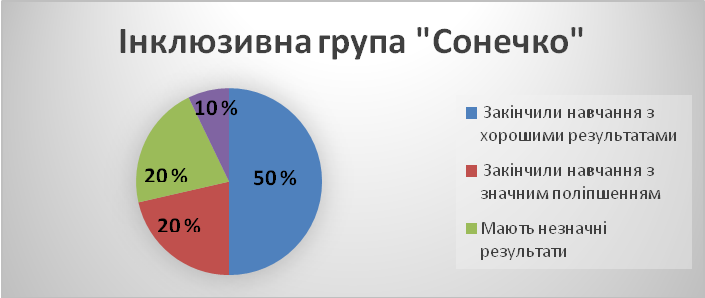 Інклюзивна група "Сонечко"
10 %
50 %
20 %
20 %
Закінчили навчання з
хорошими результатами
Закінчили навчання з
значним поліпшенням
Мають незначні
результати